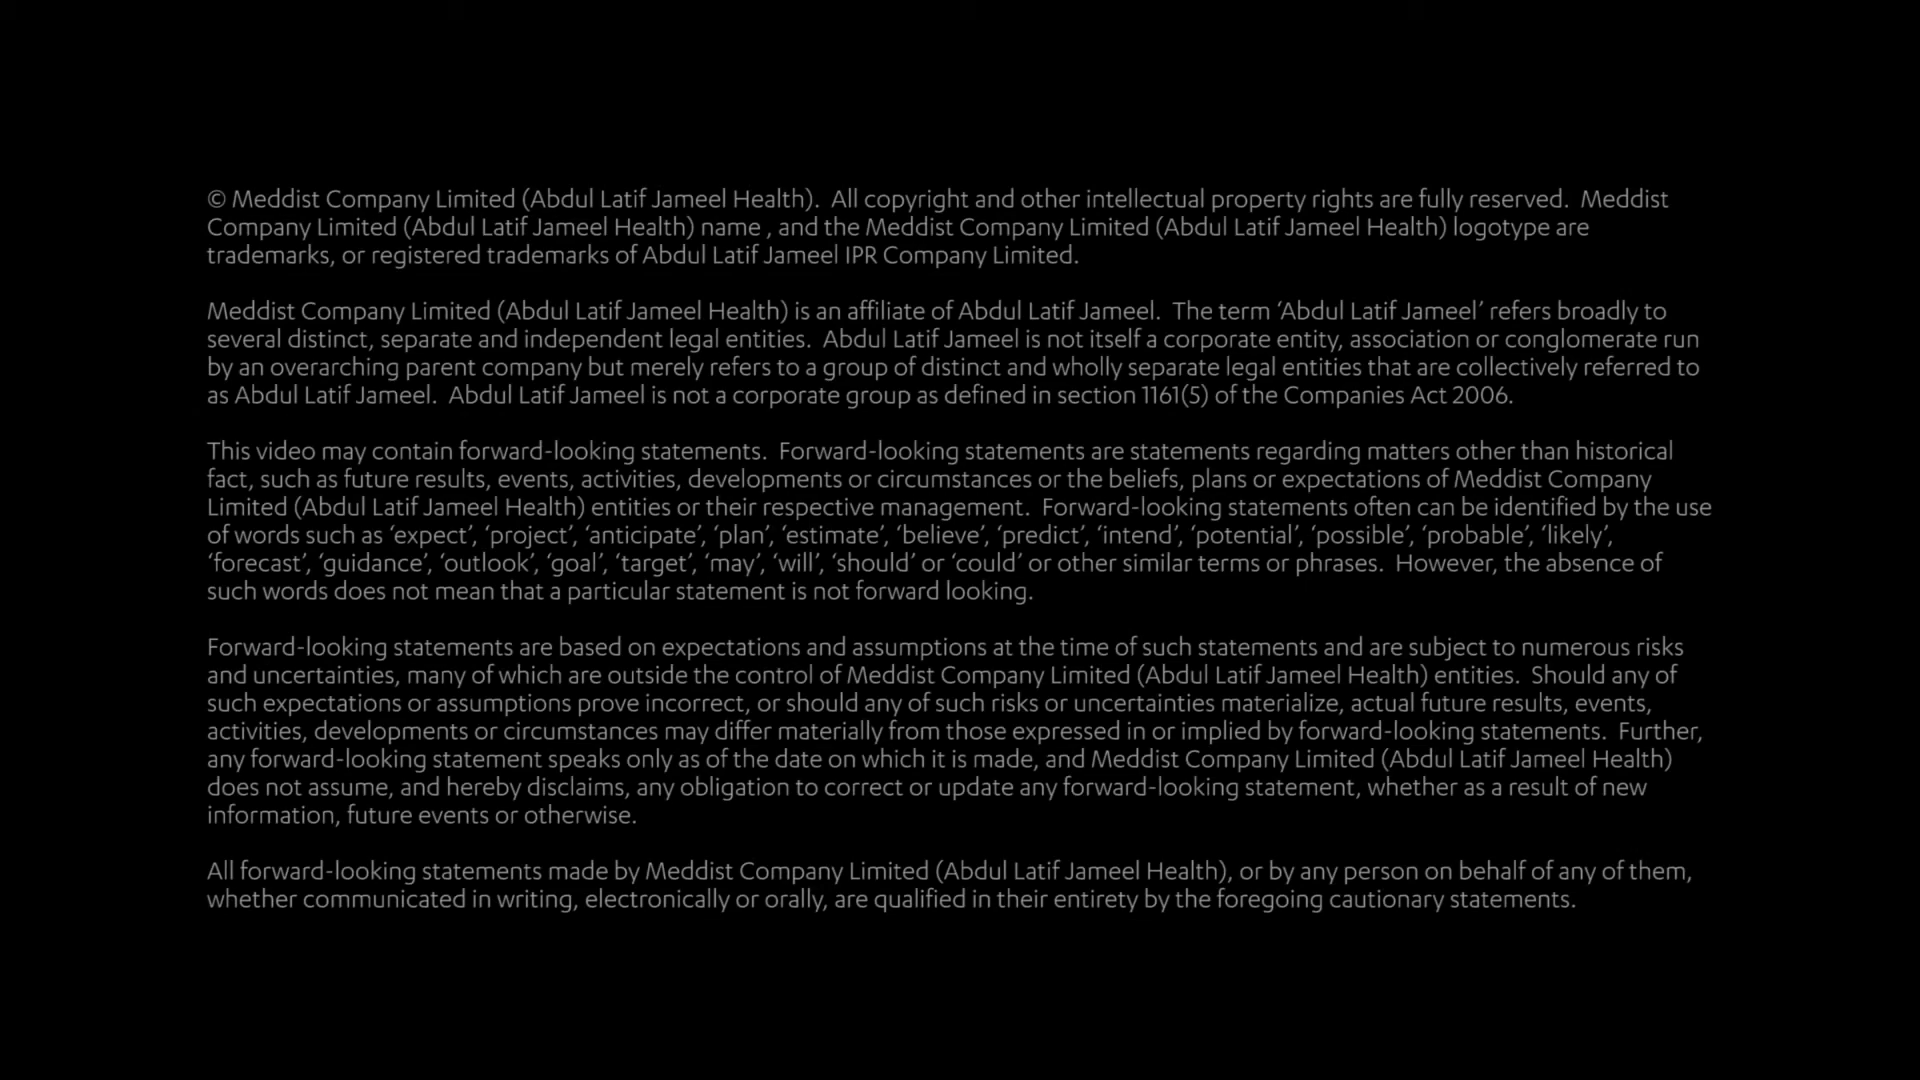 © Meddist Company Limited (Abdul Latif Jameel Health).  All copyright and other intellectual property rights are fully reserved.  Meddist
Company Limited (Abdul Latif Jameel Health) name , and the Meddist Company Limited (Abdul Latif Jameel Health) logotype are
trademarks, or registered trademarks of Abdul Latif Jameel IPR Company Limited.
Meddist Company Limited (Abdul Latif Jameel Health) is an affiliate of Abdul Latif Jameel.  The term ‘Abdul Latif Jameel’ refers broadly to
several distinct, separate and independent legal entities.  Abdul Latif Jameel is not itself a corporate entity, association or conglomerate run
by an overarching parent company but merely refers to a group of distinct and wholly separate legal entities that are collectively referred to
as Abdul Latif Jameel.  Abdul Latif Jameel is not a corporate group as defined in section 1161(5) of the Companies Act 2006.
This video may contain forward-looking statements.  Forward-looking statements are statements regarding matters other than historical
fact, such as future results, events, activities, developments or circumstances or the beliefs, plans or expectations of Meddist Company
Limited (Abdul Latif Jameel Health) entities or their respective management.  Forward-looking statements often can be identified by the use
of words such as ‘expect’, ‘project’, ‘anticipate’, ‘plan’, ‘estimate’, ‘believe’, ‘predict’, ‘intend’, ‘potential’, ‘possible’, ‘probable’, ‘likely’,
‘forecast’, ‘guidance’, ‘outlook’, ‘goal’, ‘target’, ‘may’, ‘will’, ‘should’ or ‘could’ or other similar terms or phrases.  However, the absence of
such words does not mean that a particular statement is not forward looking.
Forward-looking statements are based on expectations and assumptions at the time of such statements and are subject to numerous risks
and uncertainties, many of which are outside the control of Meddist Company Limited (Abdul Latif Jameel Health) entities.  Should any of
such expectations or assumptions prove incorrect, or should any of such risks or uncertainties materialize, actual future results, events,
activities, developments or circumstances may differ materially from those expressed in or implied by forward-looking statements.  Further,
any forward-looking statement speaks only as of the date on which it is made, and Meddist Company Limited (Abdul Latif Jameel Health)
does not assume, and hereby disclaims, any obligation to correct or update any forward-looking statement, whether as a result of new
information, future events or otherwise.
All forward-looking statements made by Meddist Company Limited (Abdul Latif Jameel Health), or by any person on behalf of any of them,
whether communicated in writing, electronically or orally, are qualified in their entirety by the foregoing cautionary statements.